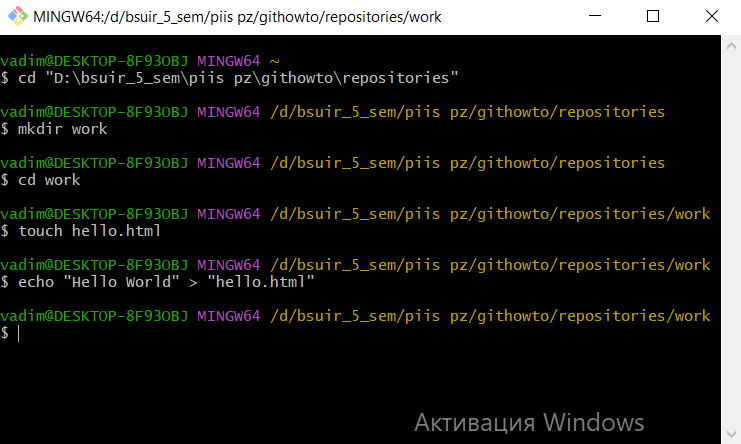 MINGW64:/d/bsuir_5_sem/piis pz/githowto/repositories/work
vadim@DESKTOP-8F93OBJ MINGW64 ~
$ cd "D:\bsuir_5_sem\piis pz\githowto\repositories"
vadim@DESKTOP-8F93OBJ MINGW64 /d/bsuir_5_sem/piis pz/githowto/repositories
$ mkdir work
vadim@DESKTOP-8F93OBJ MINGW64 /d/bsuir_5_sem/piis pz/githowto/repositories
$ cd work
vadim@DESKTOP-8F93OBJ MINGW64 /d/bsuir_5_sem/piis pz/githowto/repositories/work
$ touch hello.html
vadim@DESKTOP-8F93OBJ MINGW64 /d/bsuir_5_sem/piis pz/githowto/repositories/work
$ echo "Hello World" > "hello.html"
vadim@DESKTOP-8F93OBJ MINGW64 /d/bsuir_5_sem/piis pz/githowto/repositories/work
$
Активация Windows